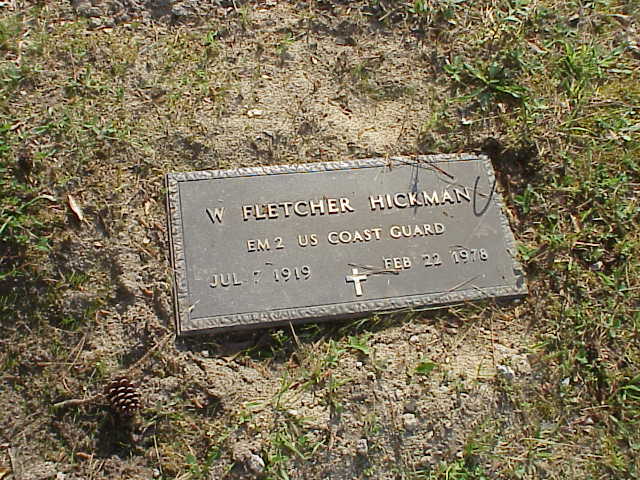 W FLETCHER HICKMAN
EM2 US COAST GUARD
JUL 7 1919 FEB 22 1978